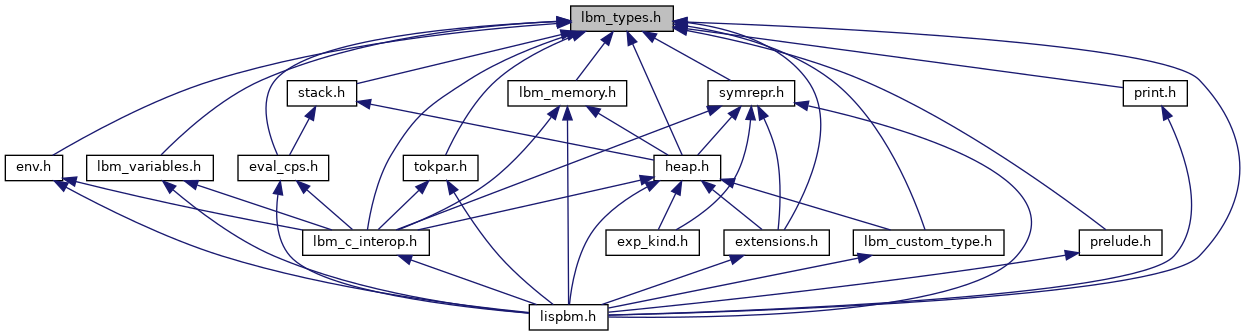 lbm_types.h
stack.h
lbm_memory.h
symrepr.h
print.h
env.h
lbm_variables.h
eval_cps.h
tokpar.h
heap.h
lbm_c_interop.h
exp_kind.h
extensions.h
lbm_custom_type.h
prelude.h
lispbm.h